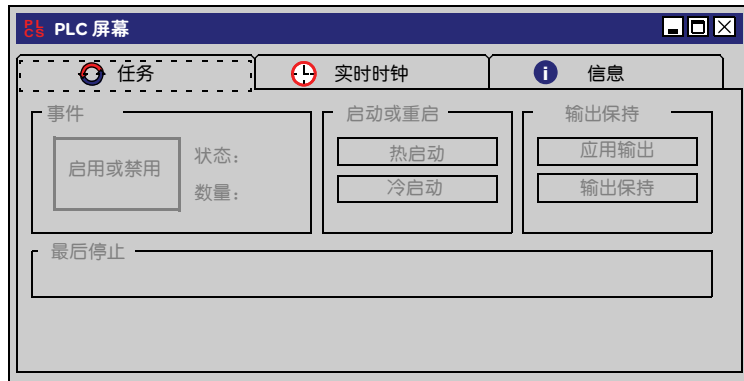 PLCS PLC 屏幕
任务 实时时钟 i 信息
事件 启动或重启 输出保持
启用或禁用 状态： 热启动 应用输出
数量： 冷启动 输出保持
最后停止